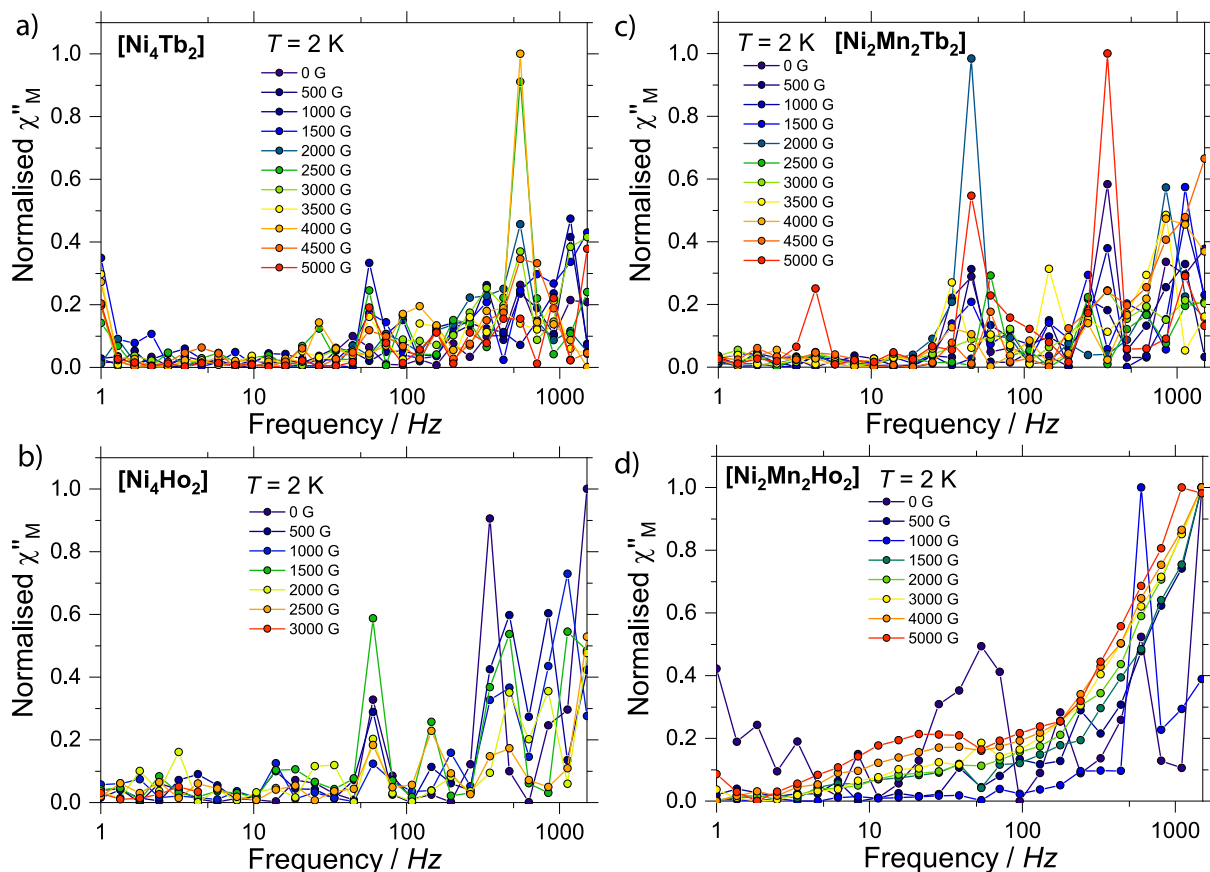 a)
[Ni4Tb2]
T = 2 K
0 G
500 G
1000 G
1500 G
2000 G
2500 G
3000 G
3500 G
4000 G
4500 G
5000 G
Normalised χ''M
1.0
0.8
0.6
0.4
0.2
0.0
1
10
100
1000
Frequency / Hz
c)
[Ni2Mn2Tb2]
T = 2 K
0 G
500 G
1000 G
1500 G
2000 G
2500 G
3000 G
3500 G
4000 G
4500 G
5000 G
Normalised χ''M
1.0
0.8
0.6
0.4
0.2
0.0
1
10
100
1000
Frequency / Hz
b)
[Ni4Ho2]
T = 2 K
0 G
500 G
1000 G
1500 G
2000 G
2500 G
3000 G
Normalised χ''M
1.0
0.8
0.6
0.4
0.2
0.0
1
10
100
1000
Frequency / Hz
d)
[Ni2Mn2Ho2]
T = 2 K
0 G
500 G
1000 G
1500 G
2000 G
3000 G
4000 G
5000 G
Normalised χ''M
1.0
0.8
0.6
0.4
0.2
0.0
1
10
100
1000
Frequency / Hz